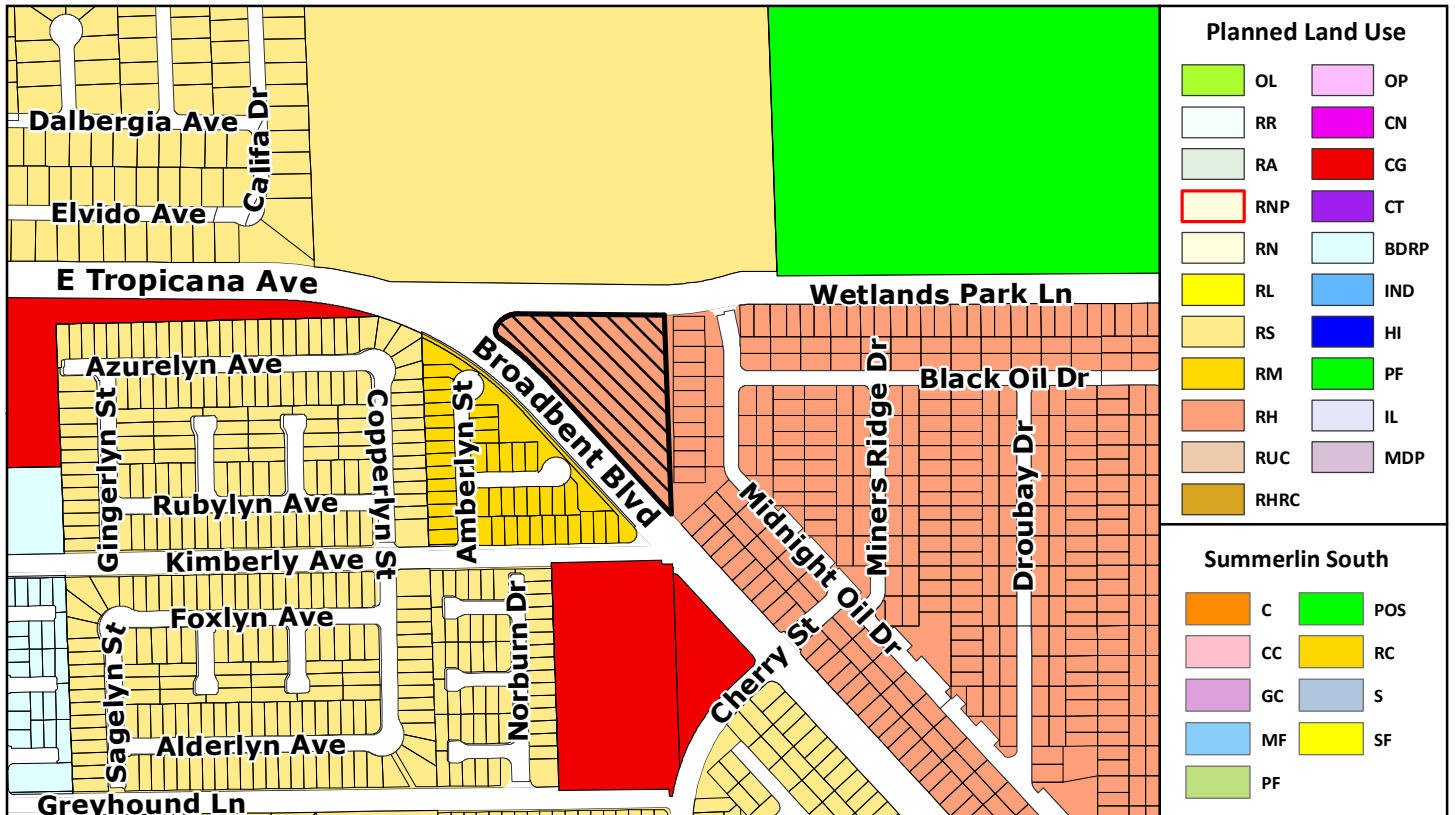 Dalbergia Ave
Califa Dr
Elvido Ave
E Tropicana Ave
Wetlands Park Ln
Azurelyn Ave
Gingerlyn St
Copperlyn St
Amberlyn St
Broadbent Blvd
Black Oil Dr
Miners Ridge Dr
Droubay Dr
Rubylyn Ave
Midnight Oil Dr
Kimberly Ave
Foxlyn Ave
Sagelyn St
Norburn Dr
Cherry St
Alderlyn Ave
Greyhound Ln
Planned Land Use
OL
RR
RA
RNP
RN
RL
RS
RM
RH
RUC
RHRC
OP
CN
CG
CT
BDRP
IND
HI
PF
IL
MDP
Summerlin South
C
CC
GC
MF
PF
POS
RC
S
SF